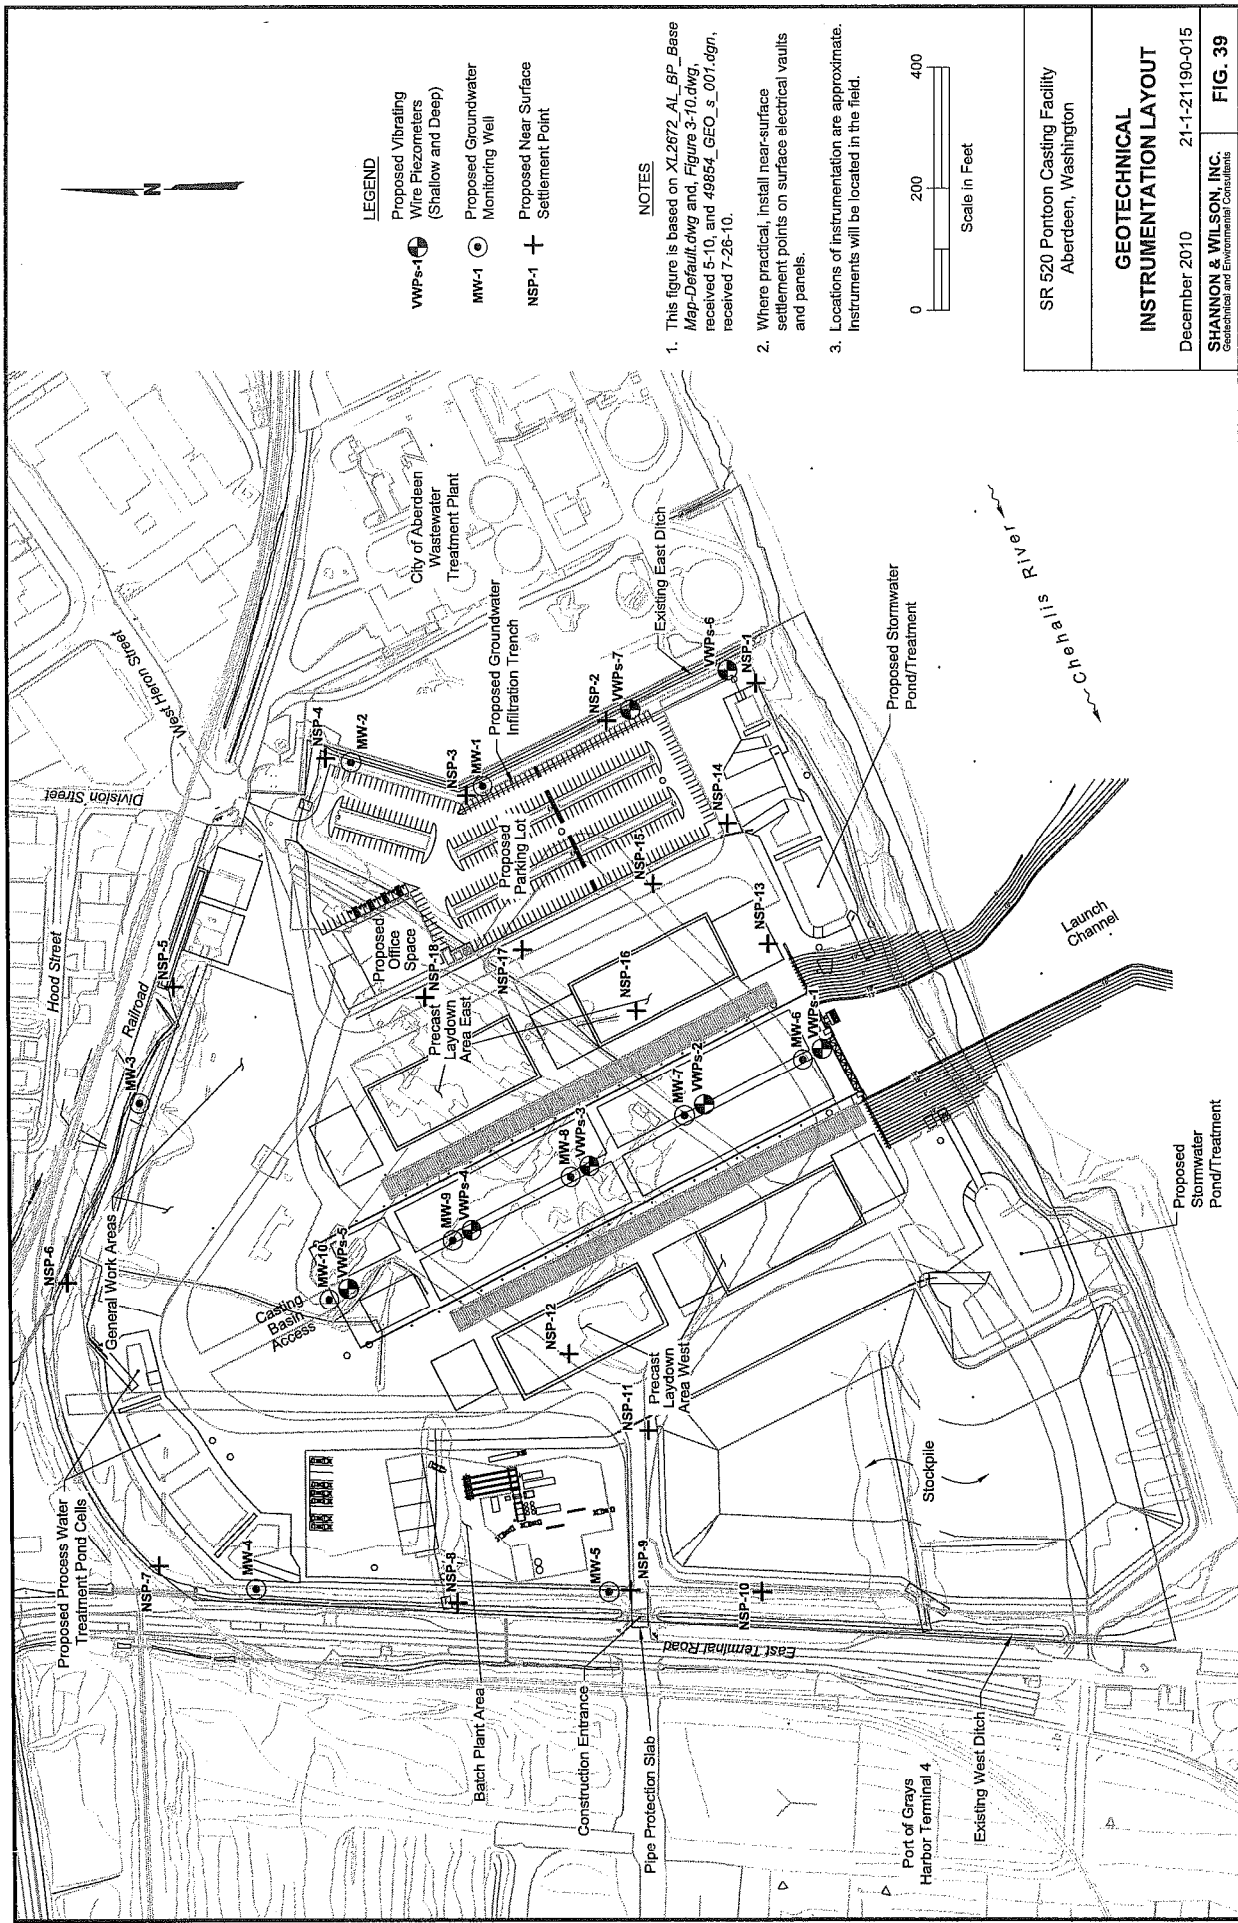 N
LEGEND
VWPs-1
Proposed Vibrating
Wire Piezometers
(Shallow and Deep)
MW-1
Proposed Groundwater
Monitoring Well
NSP-1
Proposed Near Surface
Settlement Point
NOTES
1. This figure is based on XL2672_AL_BP_Base
Map-Default.dwg and, Figure 3-10.dwg,
received 5-10, and 49854_GEO_s_001.dgn,
received 7-26-10.
2. Where practical, install near-surface
settlement points on surface electrical vaults
and panels.
3. Locations of instrumentation are approximate.
Instruments will be located in the field.
0
200
400
Scale in Feet
SR 520 Pontoon Casting Facility
Aberdeen, Washington
GEOTECHNICAL
INSTRUMENTATION LAYOUT
December 2010
21-1-21190-015
SHANNON & WILSON, INC.
Geotechnical and Environmental Consultants
FIG. 39
Proposed Process Water
Treatment Pond Cells
General Work Areas
NSP-6
Railroad
Hood Street
Division Street
West Heron Street
NSP-7
MW-4
MW-3
NSP-5
NSP-4
MW-2
City of Aberdeen
Wastewater
Treatment Plant
Casting
Basin
Access
MW-10
VWPs-5
Proposed
Office
Space
NSP-18
Precast
Laydown
Area East
NSP-3
MW-1
Proposed Groundwater
Infiltration Trench
Batch Plant Area
NSP-8
MW-9
VWPs-4
NSP-17
Proposed
Parking Lot
NSP-2
VWPs-7
Existing East Ditch
Construction Entrance
MW-5
NSP-9
NSP-12
MW-8
VWPs-3
NSP-16
NSP-15
Pipe Protection Slab
NSP-11
Precast
Laydown
Area West
MW-7
VWPs-2
NSP-14
VWPs-6
NSP-1
East Terminal Road
NSP-10
MW-6
VWPs-1
NSP-13
Proposed Stormwater
Pond/Treatment
Port of Grays
Harbor Terminal 4
Existing West Ditch
Stockpile
Launch
Channel
Chehalis River
Proposed
Stormwater
Pond/Treatment